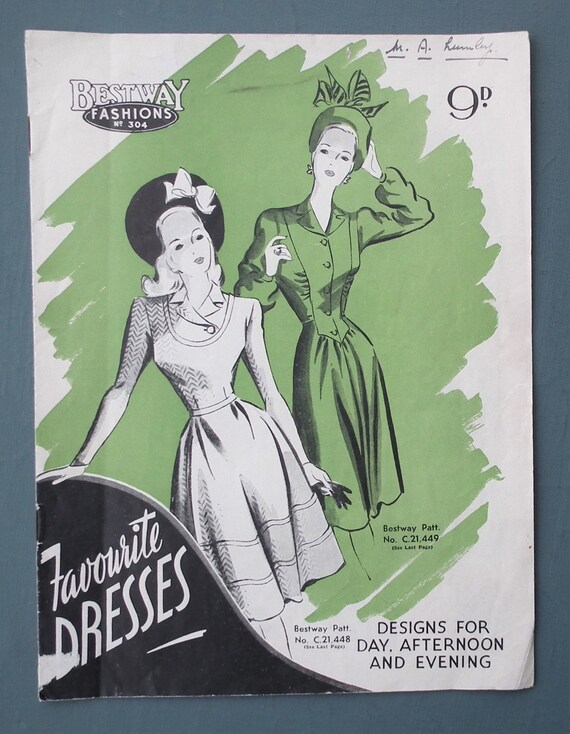 M. A. Lumley.
BESTWAY
FASHIONS
Nº 304
9D.
Bestway Patt.
No. C.21,449
(See Last Page)
Favourite
DRESSES
Bestway Patt.
No. C.21,448
(See Last Page)
DESIGNS FOR
DAY, AFTERNOON
AND EVENING